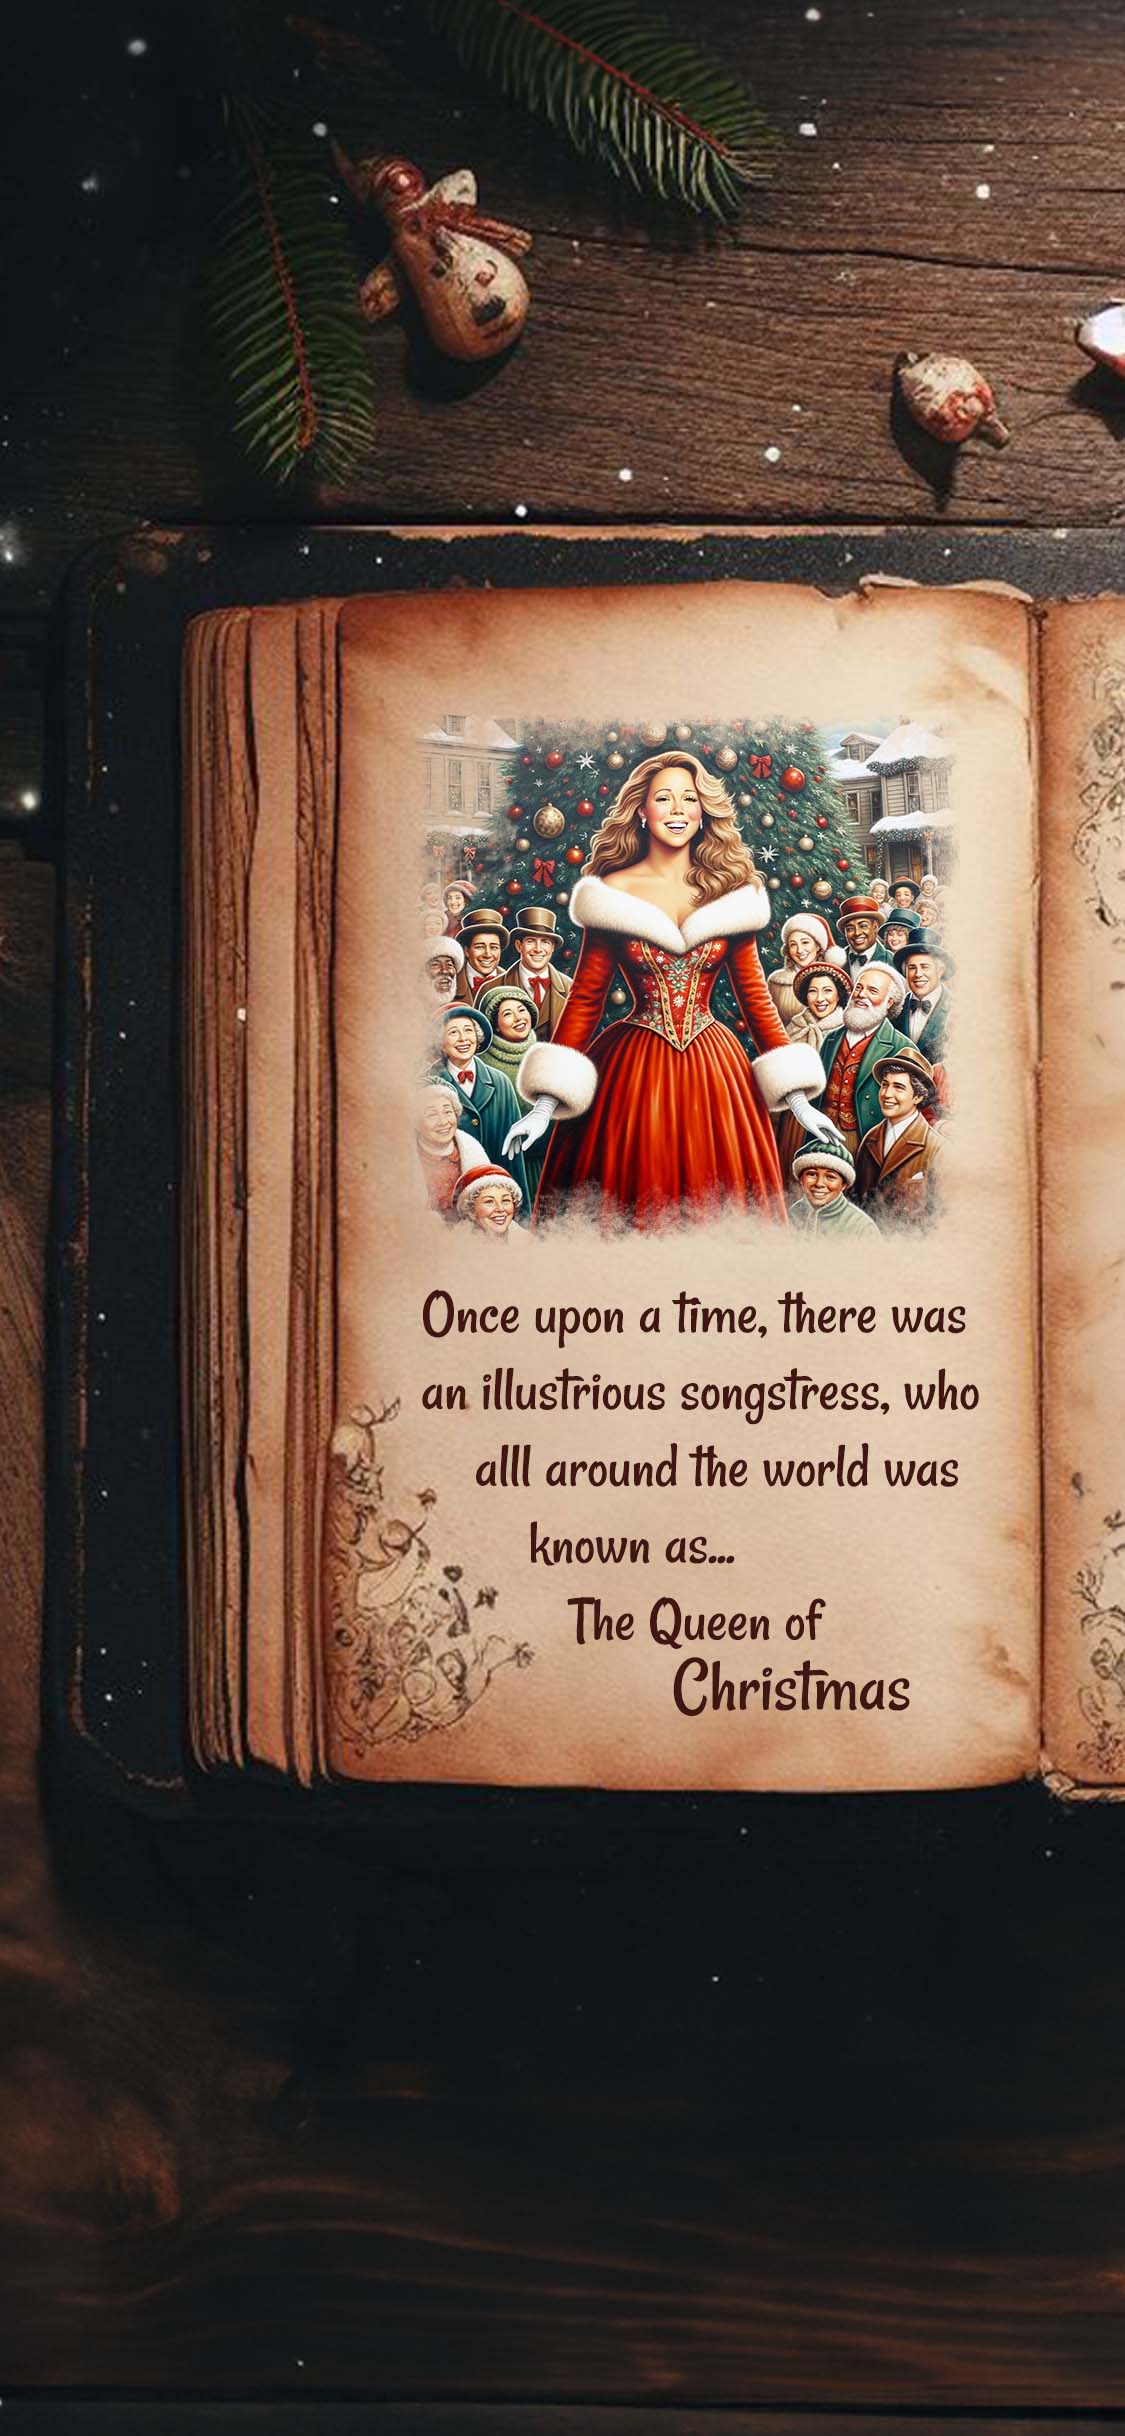 Once upon a time, there was
an illustrious songstress, who
alll around the world was
known as...
The Queen of
Christmas